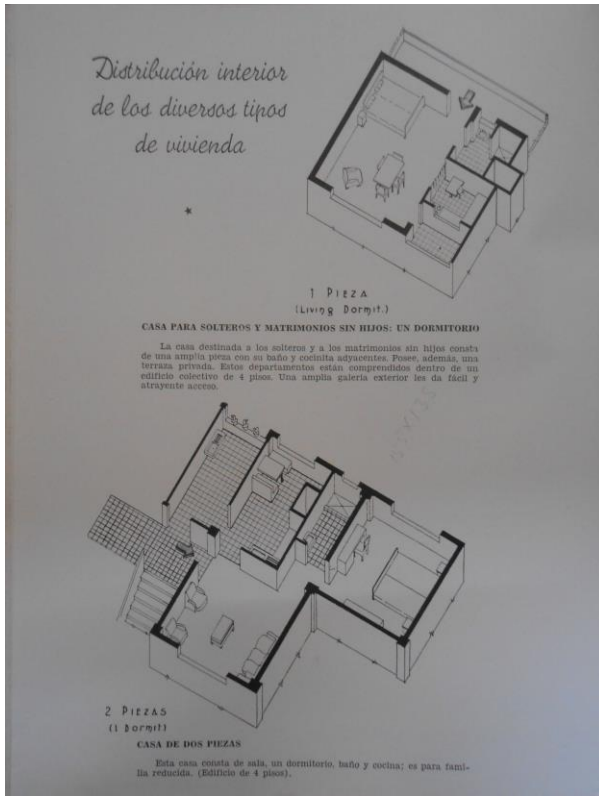 Distribución interior
de los diversos tipos
de vivienda
1 PIEZA
(Living Dormit.)
CASA PARA SOLTEROS Y MATRIMONIOS SIN HIJOS: UN DORMITORIO
La casa destinada a los solteros y a los matrimonios sin hijos consta
de una amplia pieza con su baño y cocinita adyacentes. Posee, además, una
terraza privada. Estos departamentos están comprendidos dentro de un
edificio colectivo de 4 pisos. Una amplia galería exterior les da fácil y
atrayente acceso.
2 PIEZAS
(1 Dormit)
CASA DE DOS PIEZAS
Esta casa consta de sala, un dormitorio, baño y cocina; es para fami-
lia reducida. (Edificio de 4 pisos).